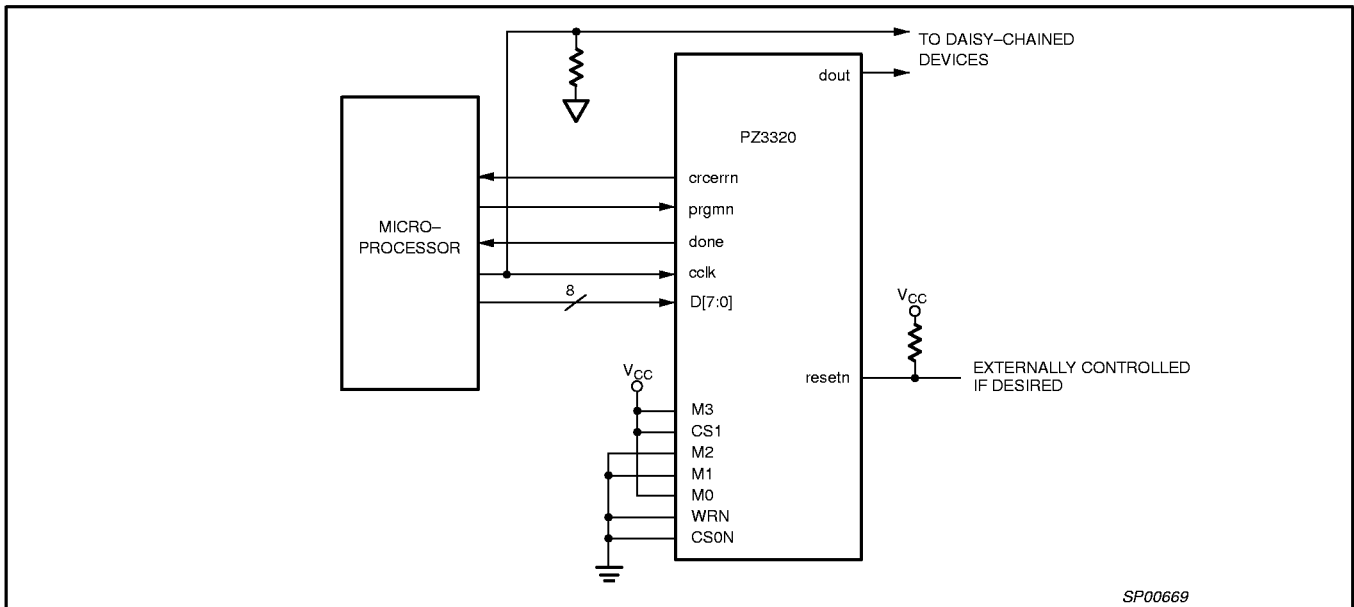 TO DAISY–CHAINED
DEVICES
dout
PZ3320
crcerrn
prgmn
MICRO–
PROCESSOR
done
cclk
8
D[7:0]
VCC
resetn
EXTERNALLY CONTROLLED
IF DESIRED
VCC
M3
CS1
M2
M1
M0
WRN
CS0N
SP00669